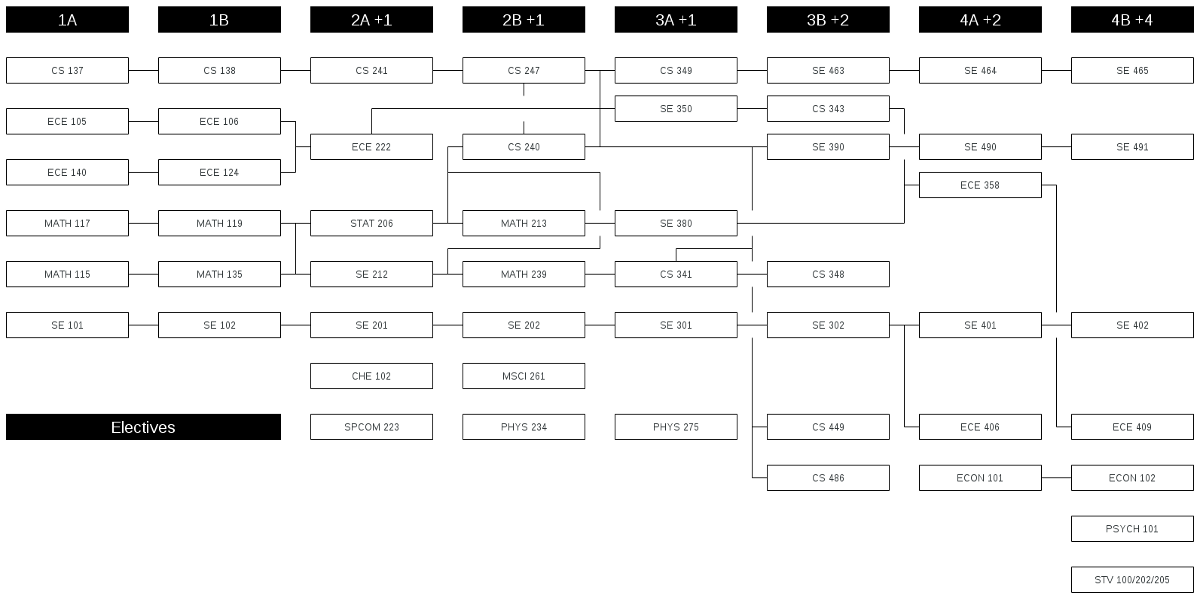 1A 1B 2A +1 2B +1 3A +1 3B +2 4A +2 4B +4
CS 137 CS 138 CS 241 CS 247 CS 349 SE 463 SE 464 SE 465
SE 350 CS 343
ECE 105 ECE 106
ECE 222 CS 240 SE 390 SE 490 SE 491
ECE 140 ECE 124
ECE 358
MATH 117 MATH 119 STAT 206 MATH 213 SE 380
MATH 115 MATH 135 SE 212 MATH 239 CS 341 CS 348
SE 101 SE 102 SE 201 SE 202 SE 301 SE 302 SE 401 SE 402
CHE 102 MSCI 261
Electives SPCOM 223 PHYS 234 PHYS 275 CS 449 ECE 406 ECE 409
CS 486 ECON 101 ECON 102
PSYCH 101
STV 100/202/205